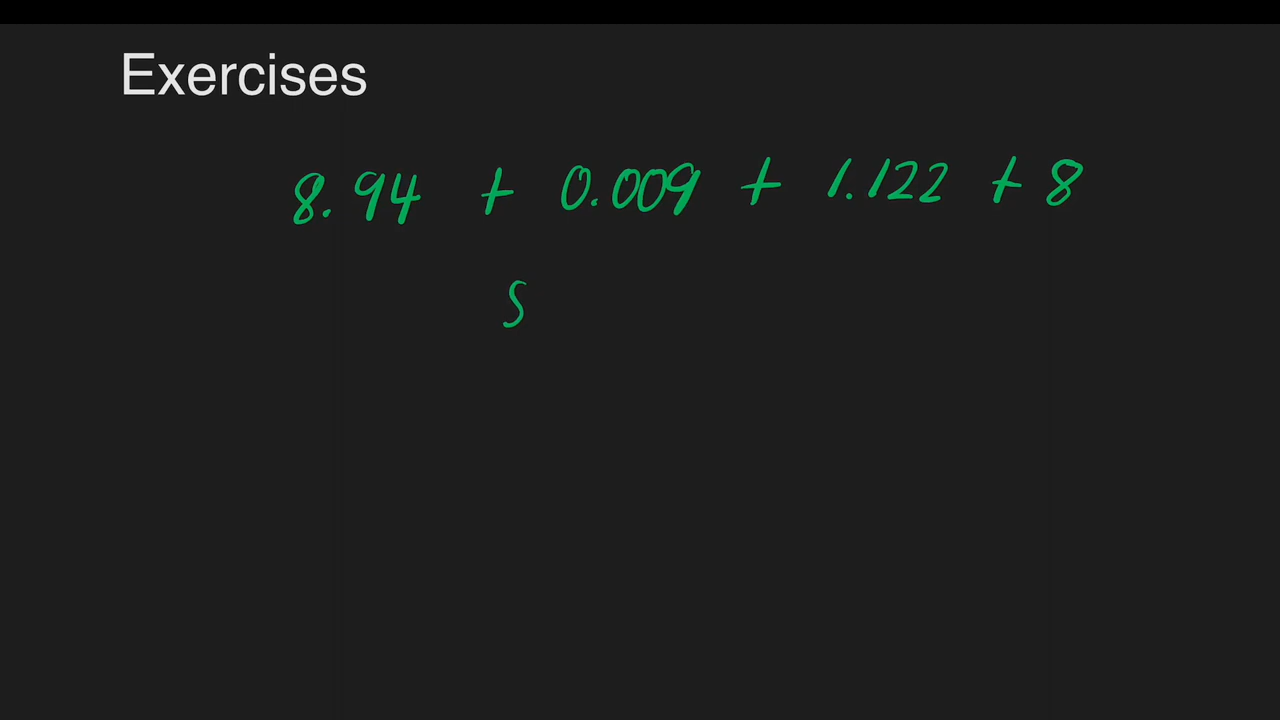 Exercises
8.94 + 0.009 + 1.122 + 8
S